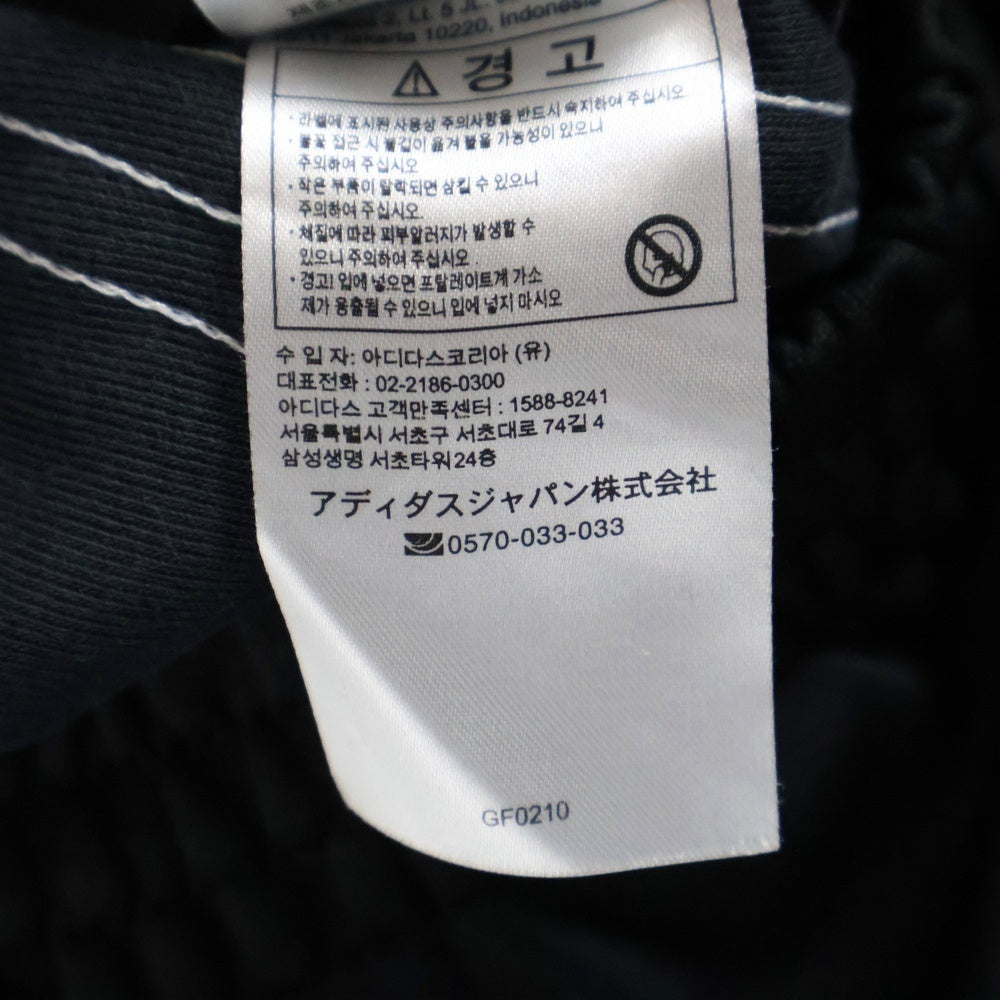 2, Lt. 5 JL.
Jakarta 10220, Indonesia
경 고
· 라벨에 표시된 사용상 주의사항을 반드시 숙지하여 주십시오.
· 불꽃 접근 시 불길이 옮겨 붙을 가능성이 있으니
주의하여 주십시오
· 작은 부품이 탈락되면 삼킬 수 있으니
주의하여 주십시오.
· 체질에 따라 피부알러지가 발생할 수
있으니 주의하여 주십시오.
· 경고! 입에 넣으면 프탈레이트계 가소
제가 용출될 수 있으니 입에 넣지 마시오
수 입 자: 아디다스코리아 (유)
대표전화 : 02-2186-0300
아디다스 고객만족센터 : 1588-8241
서울특별시 서초구 서초대로 74길 4
삼성생명 서초타워 24층
アディダスジャパン株式会社
0570-033-033
GF0210